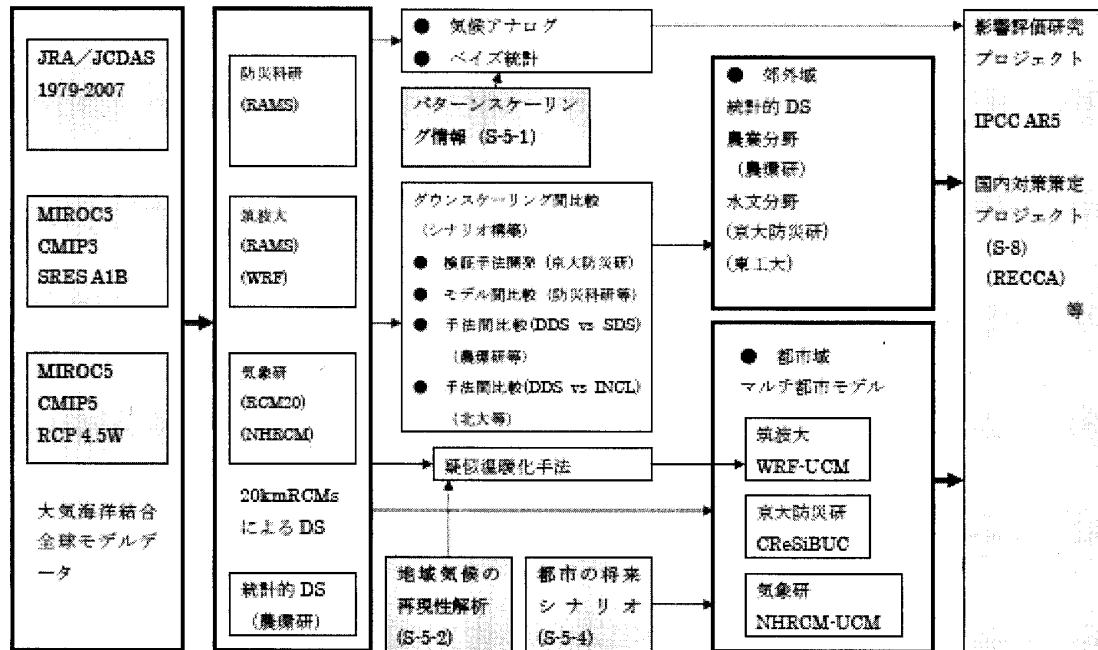 JRA/JCDAS
1979-2007
MIROC5
CMIP3
SRES A1B
MIROC5
CMIP5
RCP 4.5W
大気海洋結合
全球モデルデ
ータ
防災科研
(RAMS)
筑波大
(RAMS)
(WRF)
気象研
(RCM20)
(NHRCM)
20kmRCMs
による DS
統計的 DS
(農環研)
● 気候アナログ
● ベイズ統計
パターンスケーリン
グ情報 (S-5-1)
ダウンスケーリング間比較
(シナリオ構築)
● 検証手法開発 (京大防災研)
● モデル間比較 (防災科研等)
● 手法間比較(DDS vs SDS)
(農環研等)
● 手法間比較(DDS vs INCL)
(北大等)
疑似温暖化手法
地域気候の
再現性解析
(S-5-2)
都市の将来
シナリオ
(S-5-4)
● 郊外域
統計的 DS
農業分野
(農環研)
水文分野
(京大防災研)
(東工大)
● 都市域
マルチ都市モデル
筑波大
WRF-UCM
京大防災研
CReSiBUC
気象研
NHRCM-UCM
影響評価研究
プロジェクト
IPCC AR5
国内対策策定
プロジェクト
(S-8)
(RECCA)
等